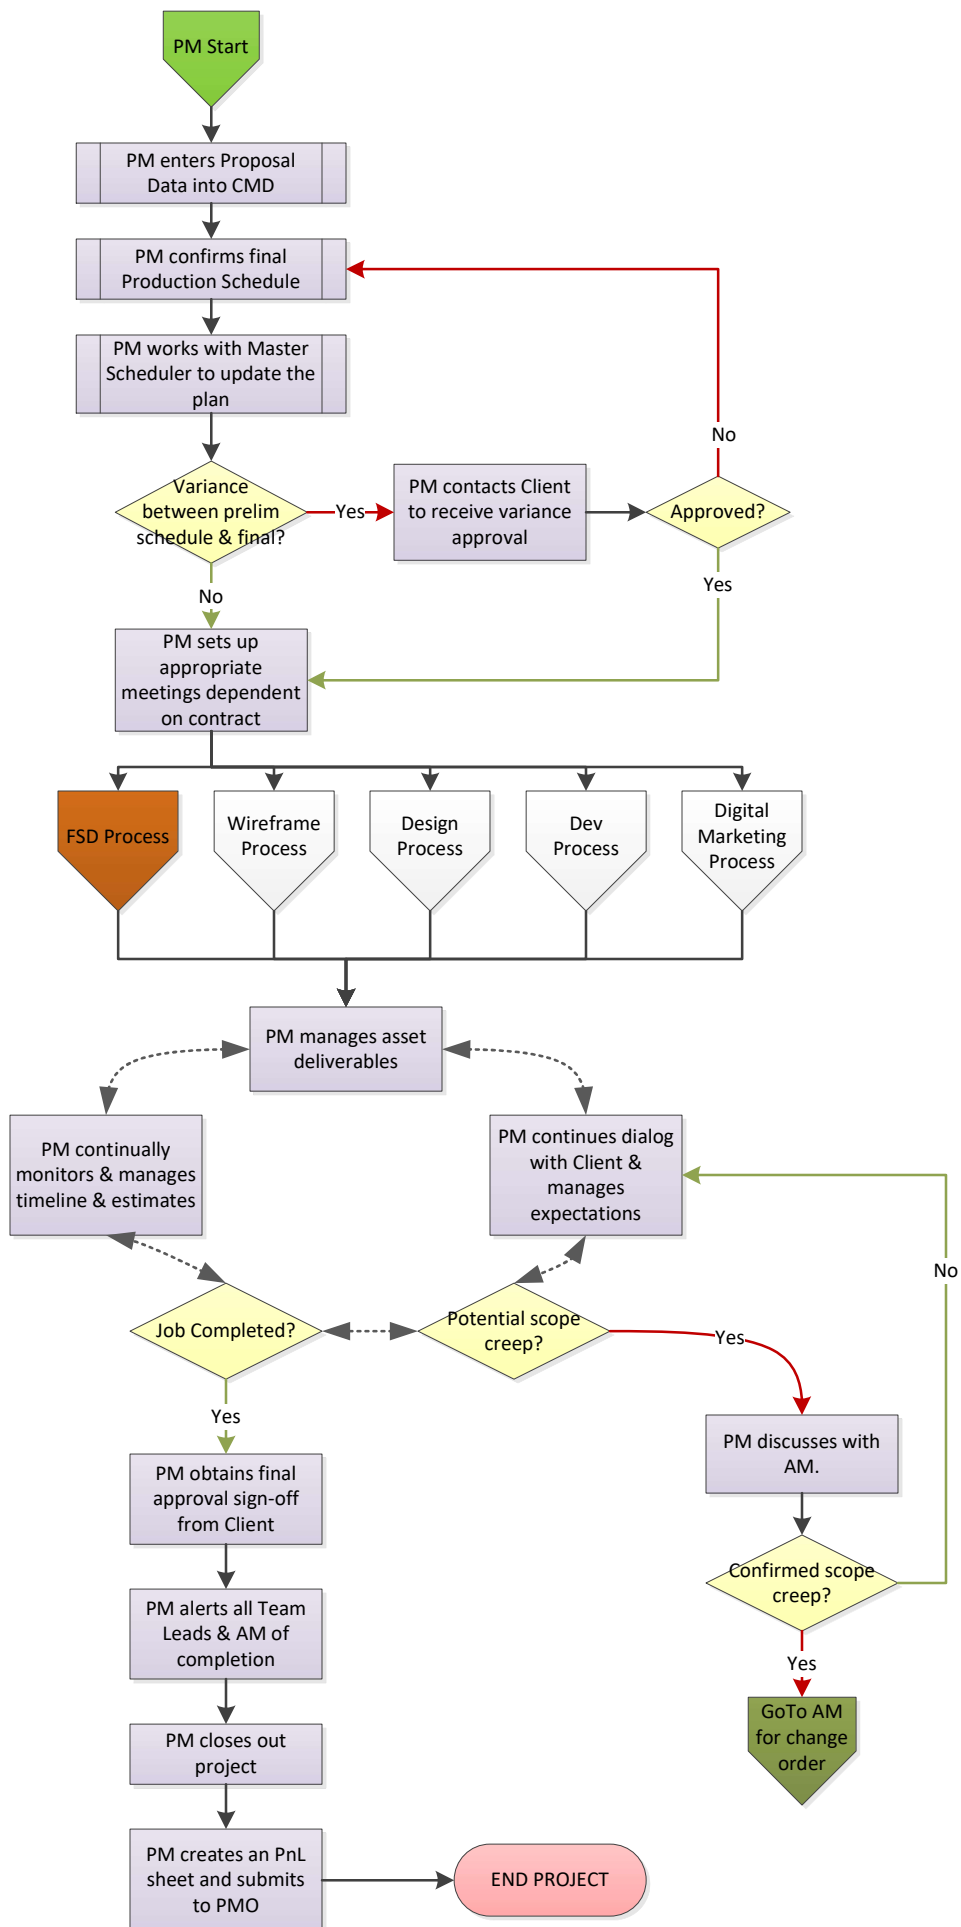 PM Start
PM enters Proposal
Data into CMD
PM confirms final
Production Schedule
PM works with Master
Scheduler to update the
plan
No
Variance
between prelim
schedule & final?
Yes
PM contacts Client
to receive variance
approval
Approved?
Yes
No
PM sets up
appropriate
meetings dependent
on contract
FSD Process
Wireframe
Process
Design
Process
Dev
Process
Digital
Marketing
Process
PM manages asset
deliverables
PM continually
monitors & manages
timeline & estimates
PM continues dialog
with Client &
manages
expectations
No
Job Completed?
Potential scope
creep?
Yes
Yes
PM discusses with
AM.
PM obtains final
approval sign-off
from Client
Confirmed scope
creep?
PM alerts all Team
Leads & AM of
completion
Yes
GoTo AM
for change
order
PM closes out
project
PM creates an PnL
sheet and submits
to PMO
END PROJECT